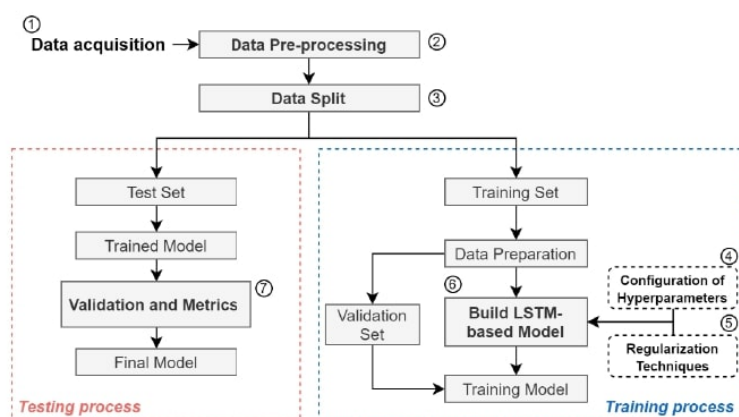 ①
Data acquisition
Data Pre-processing
②
Data Split
③
Test Set
Trained Model
Validation and Metrics
⑦
Final Model
Testing process
Training Set
Data Preparation
④
Configuration of
Hyperparameters
⑥
Validation
Set
Build LSTM-
based Model
⑤
Regularization
Techniques
Training Model
Training process